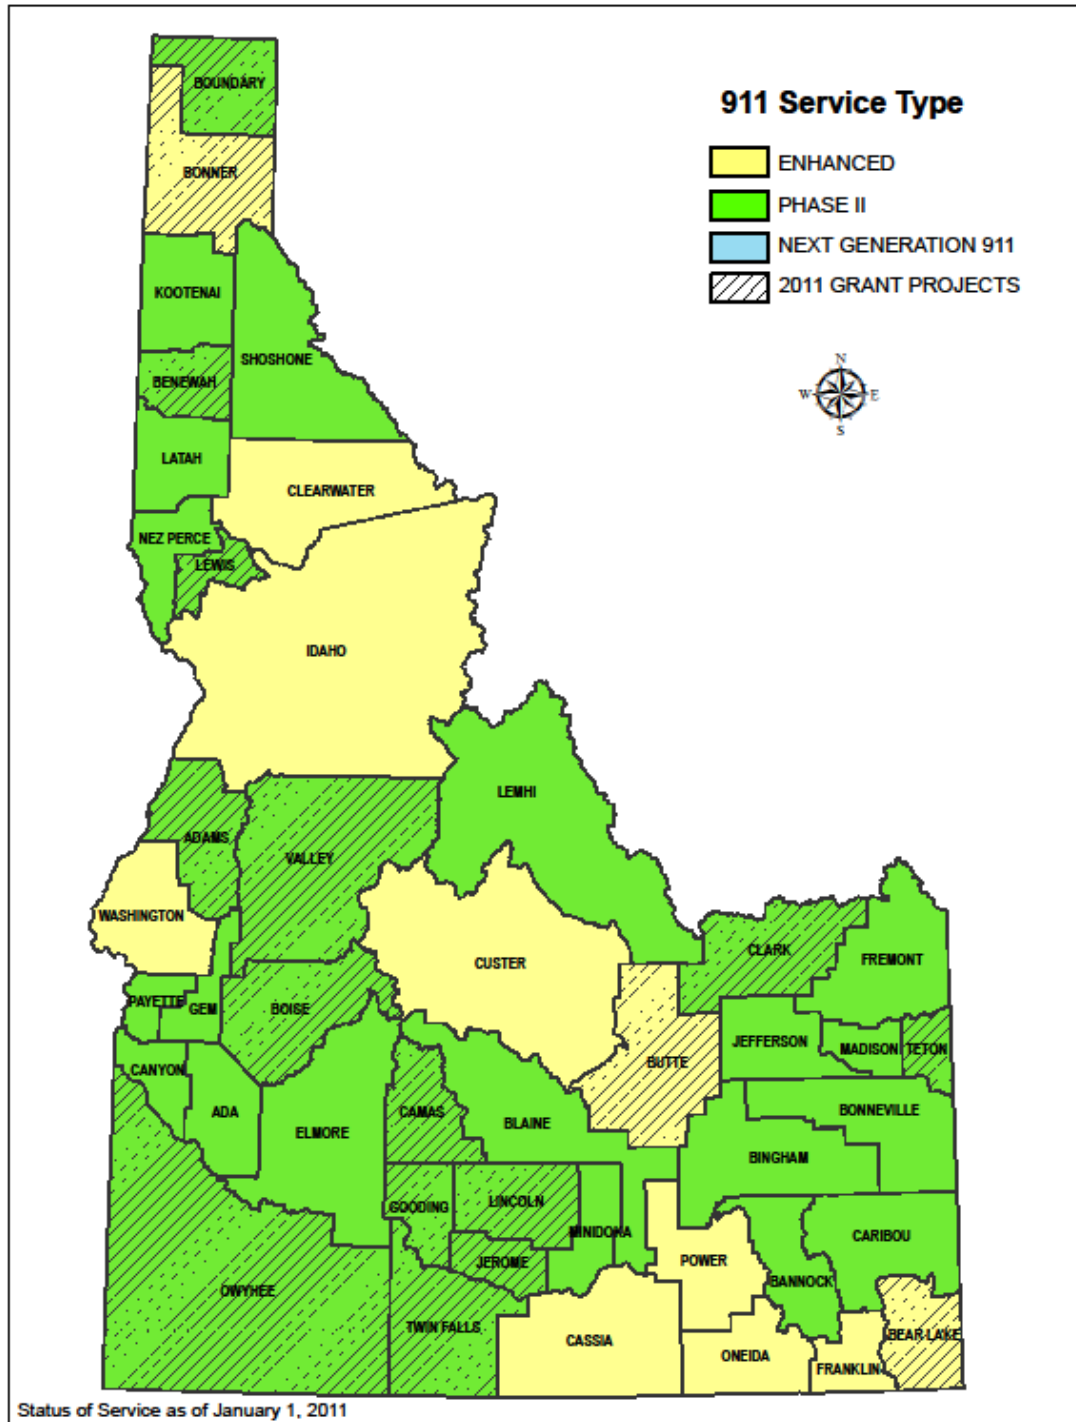 911 Service Type
ENHANCED
PHASE II
NEXT GENERATION 911
2011 GRANT PROJECTS
N
W E
S
BOUNDARY
BONNER
KOOTENAI
SHOSHONE
BENEWAH
LATAH
CLEARWATER
NEZ PERCE
LEWIS
IDAHO
LEMHI
ADAMS
VALLEY
WASHINGTON
CUSTER
CLARK
FREMONT
PAYETTE
GEM
BOISE
BUTTE
JEFFERSON
MADISON
TETON
CANYON
ADA
CAMAS
BLAINE
BONNEVILLE
ELMORE
BINGHAM
GOODING
LINCOLN
MINIDOKA
CARIBOU
JEROME
POWER
BANNOCK
OWYHEE
TWIN FALLS
CASSIA
ONEIDA
FRANKLIN
BEAR LAKE
Status of Service as of January 1, 2011